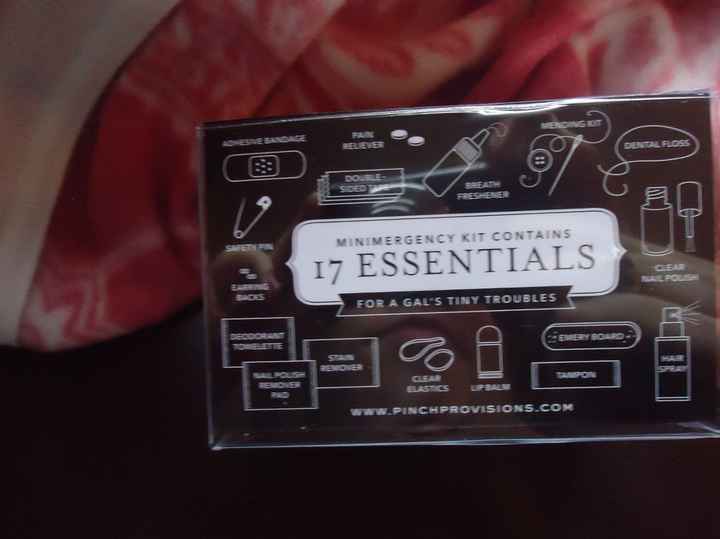 ADHESIVE BANDAGE
PAIN
RELIEVER
DOUBLE-
SIDED TAPE
BREATH
FRESHENER
MENDING KIT
DENTAL FLOSS
SAFETY PIN
EARRING
BACKS
CLEAR
NAIL POLISH
MINIMERGENCY KIT CONTAINS
17 ESSENTIALS
FOR A GAL'S TINY TROUBLES
DEODORANT
TOWELETTE
STAIN
REMOVER
NAIL POLISH
REMOVER
PAD
CLEAR
ELASTICS
LIP BALM
EMERY BOARD
TAMPON
HAIR
SPRAY
WWW.PINCHPROVISIONS.COM